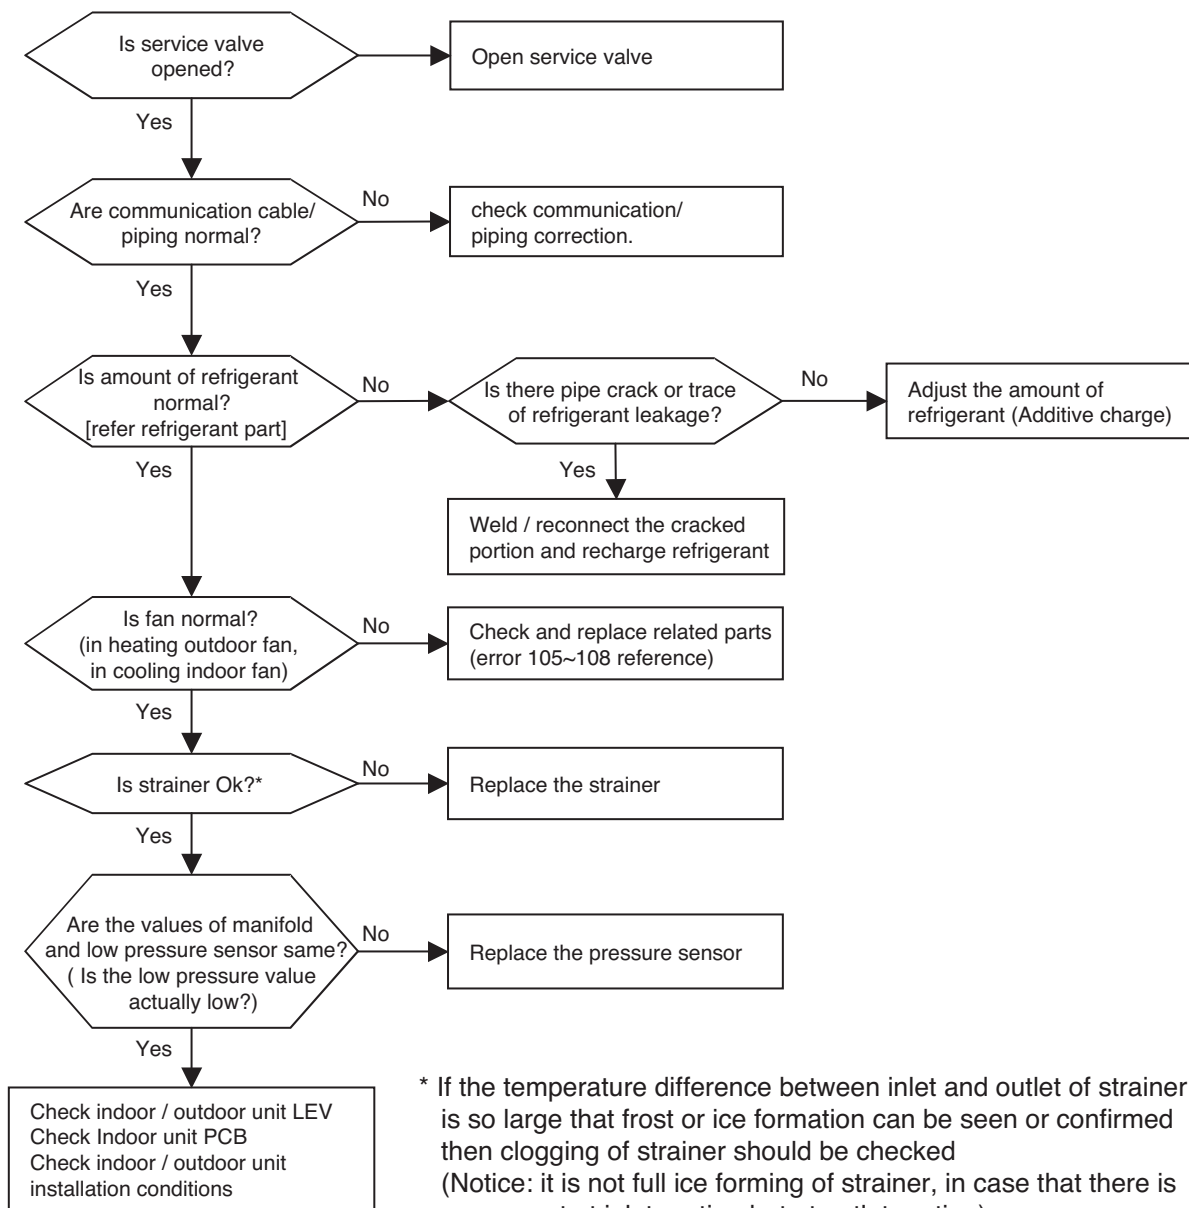 Is service valve
opened?
Open service valve
Yes
Are communication cable/
piping normal?
No
check communication/
piping correction.
Yes
Is amount of refrigerant
normal?
[refer refrigerant part]
No
Is there pipe crack or trace
of refrigerant leakage?
No
Adjust the amount of
refrigerant (Additive charge)
Yes
Yes
Weld / reconnect the cracked
portion and recharge refrigerant
Is fan normal?
(in heating outdoor fan,
in cooling indoor fan)
No
Check and replace related parts
(error 105~108 reference)
Yes
Is strainer Ok?*
No
Replace the strainer
Yes
Are the values of manifold
and low pressure sensor same?
( Is the low pressure value
actually low?)
No
Replace the pressure sensor
Yes
Check indoor / outdoor unit LEV
Check Indoor unit PCB
Check indoor / outdoor unit
installation conditions
* If the temperature difference between inlet and outlet of strainer
is so large that frost or ice formation can be seen or confirmed
then clogging of strainer should be checked
(Notice: it is not full ice forming of strainer, in case that there is